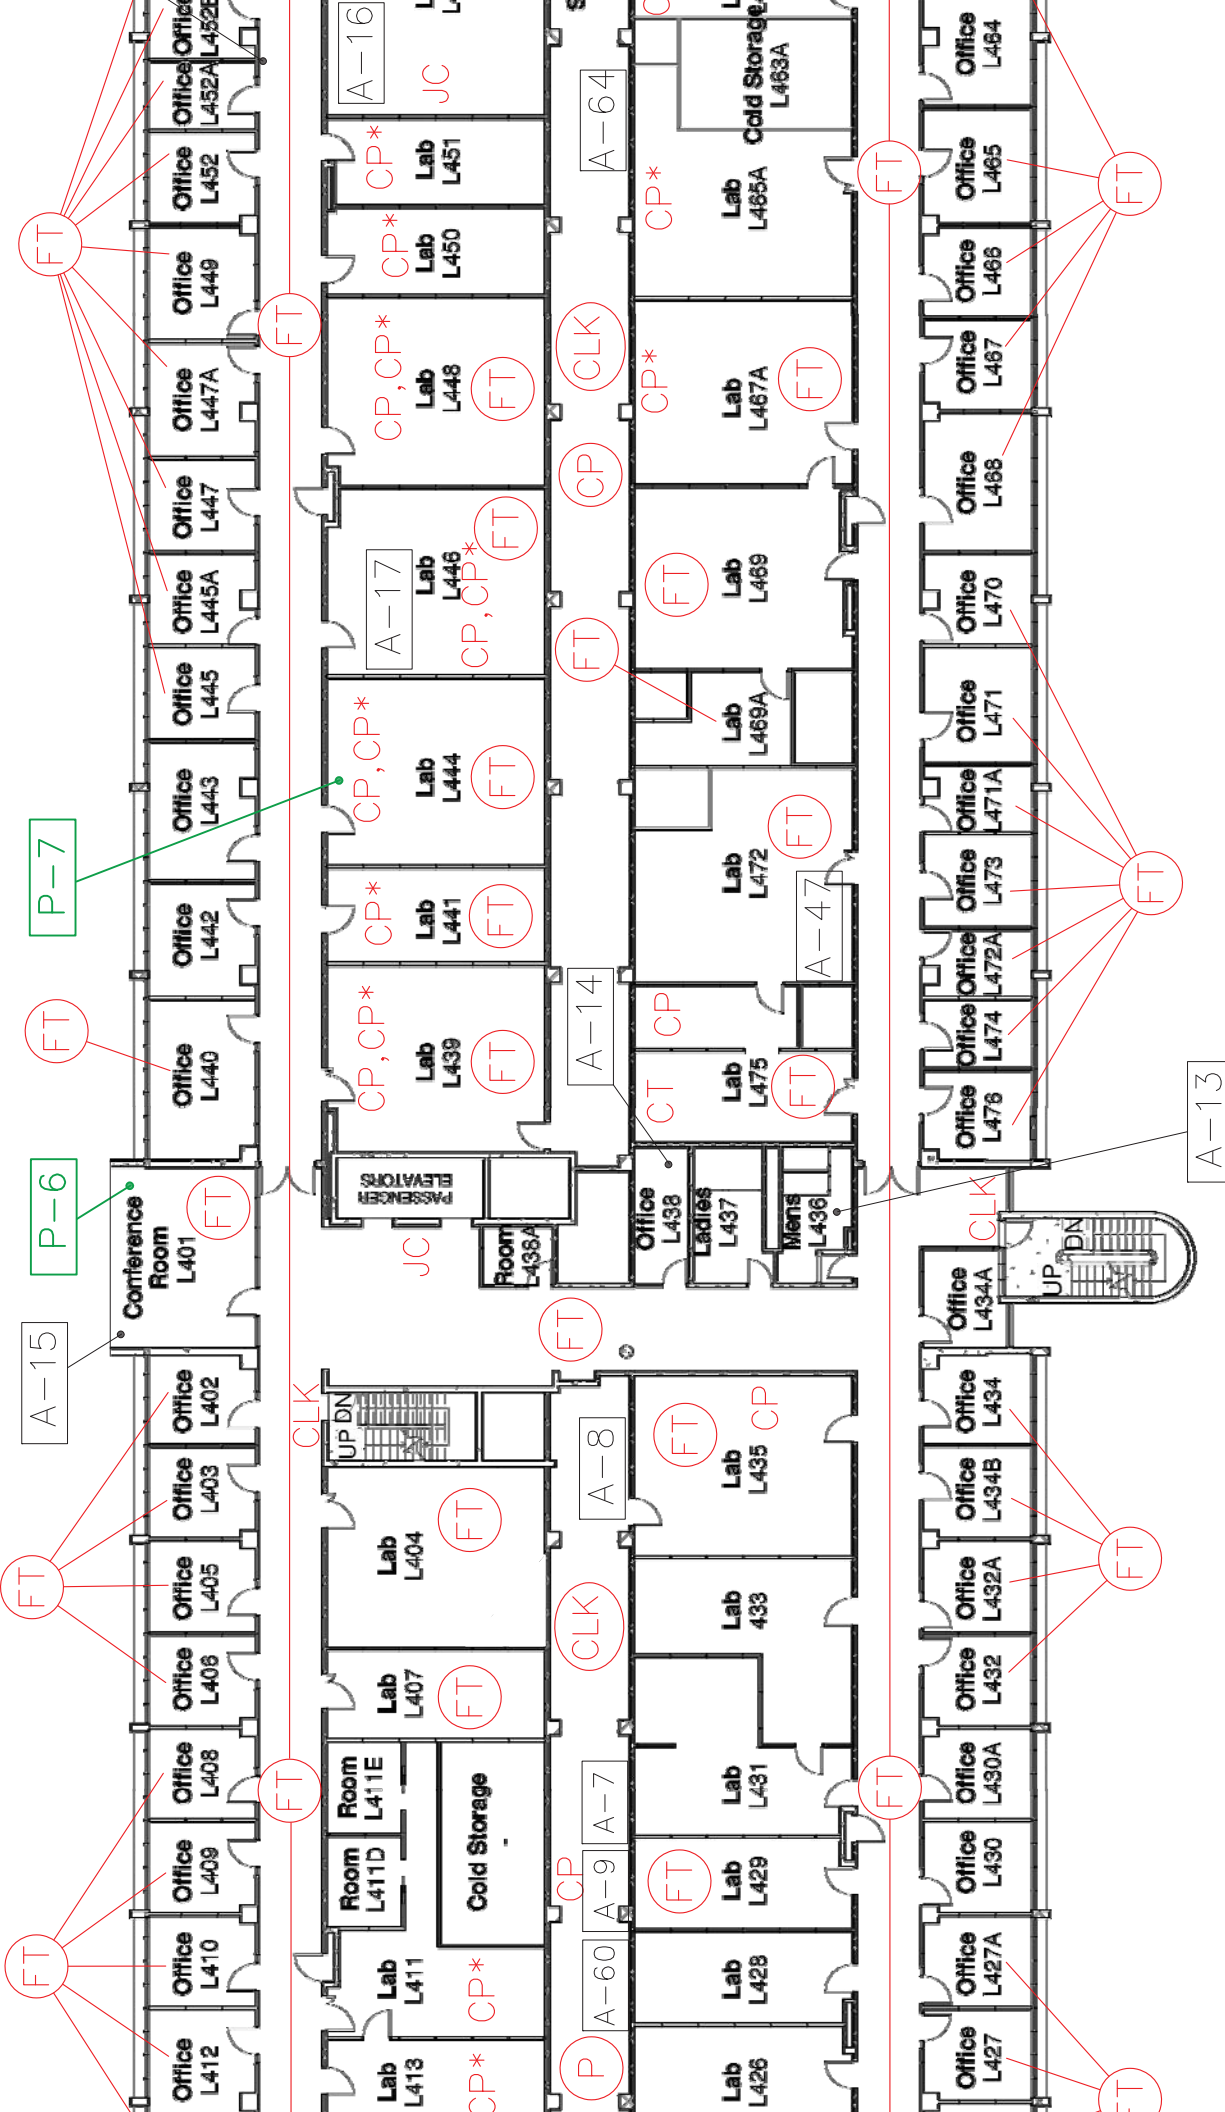 FT
FT
A-15
P-6
FT
P-7
FT
Office
L412
Office
L410
Office
L409
Office
L408
Office
L406
Office
L405
Office
L403
Office
L402
Conference
Room
L401
FT
Office
L440
Office
L442
Office
L443
Office
L445
Office
L445A
Office
L447
Office
L447A
Office
L449
Office
L452
Office
L452A
Office
L452B
FT
CLK
FT
Lab
L413
CP*
Lab
L411
CP*
Room
L411D
Room
L411E
Cold Storage
-
Lab
L407
FT
Lab
L404
FT
UP DN
JC
PASSENGER
ELEVATORS
Room
L438A
CP,CP*
Lab
L439
FT
CP*
Lab
L441
FT
CP,CP*
Lab
L444
FT
A-17
Lab
L446
CP,CP*
FT
CP,CP*
Lab
L448
FT
CP*
Lab
L450
CP*
Lab
L451
A-16
JC
P
CP
A-60
A-9
A-7
CLK
A-8
FT
A-14
FT
CP
CLK
A-64
Lab
L426
Lab
L428
FT
Lab
L429
Lab
L431
Lab
433
FT
Lab
L435
CP
Office
L438
Ladies
L437
Mens
L436
CT
CP
Lab
L475
FT
Lab
L472
FT
A-47
Lab
L469A
FT
Lab
L469
CP*
Lab
L467A
FT
CP*
Lab
L465A
Cold Storage
L463A
FT
FT
Office
L427
Office
L427A
Office
L430
Office
L430A
Office
L432
Office
L432A
Office
L434B
Office
L434
Office
L434A
CLK
UP
DN
Office
L476
Office
L474
Office
L472A
Office
L473
Office
L471A
Office
L471
Office
L470
Office
L468
Office
L467
Office
L466
Office
L465
Office
L464
FT
FT
FT
FT
A-13